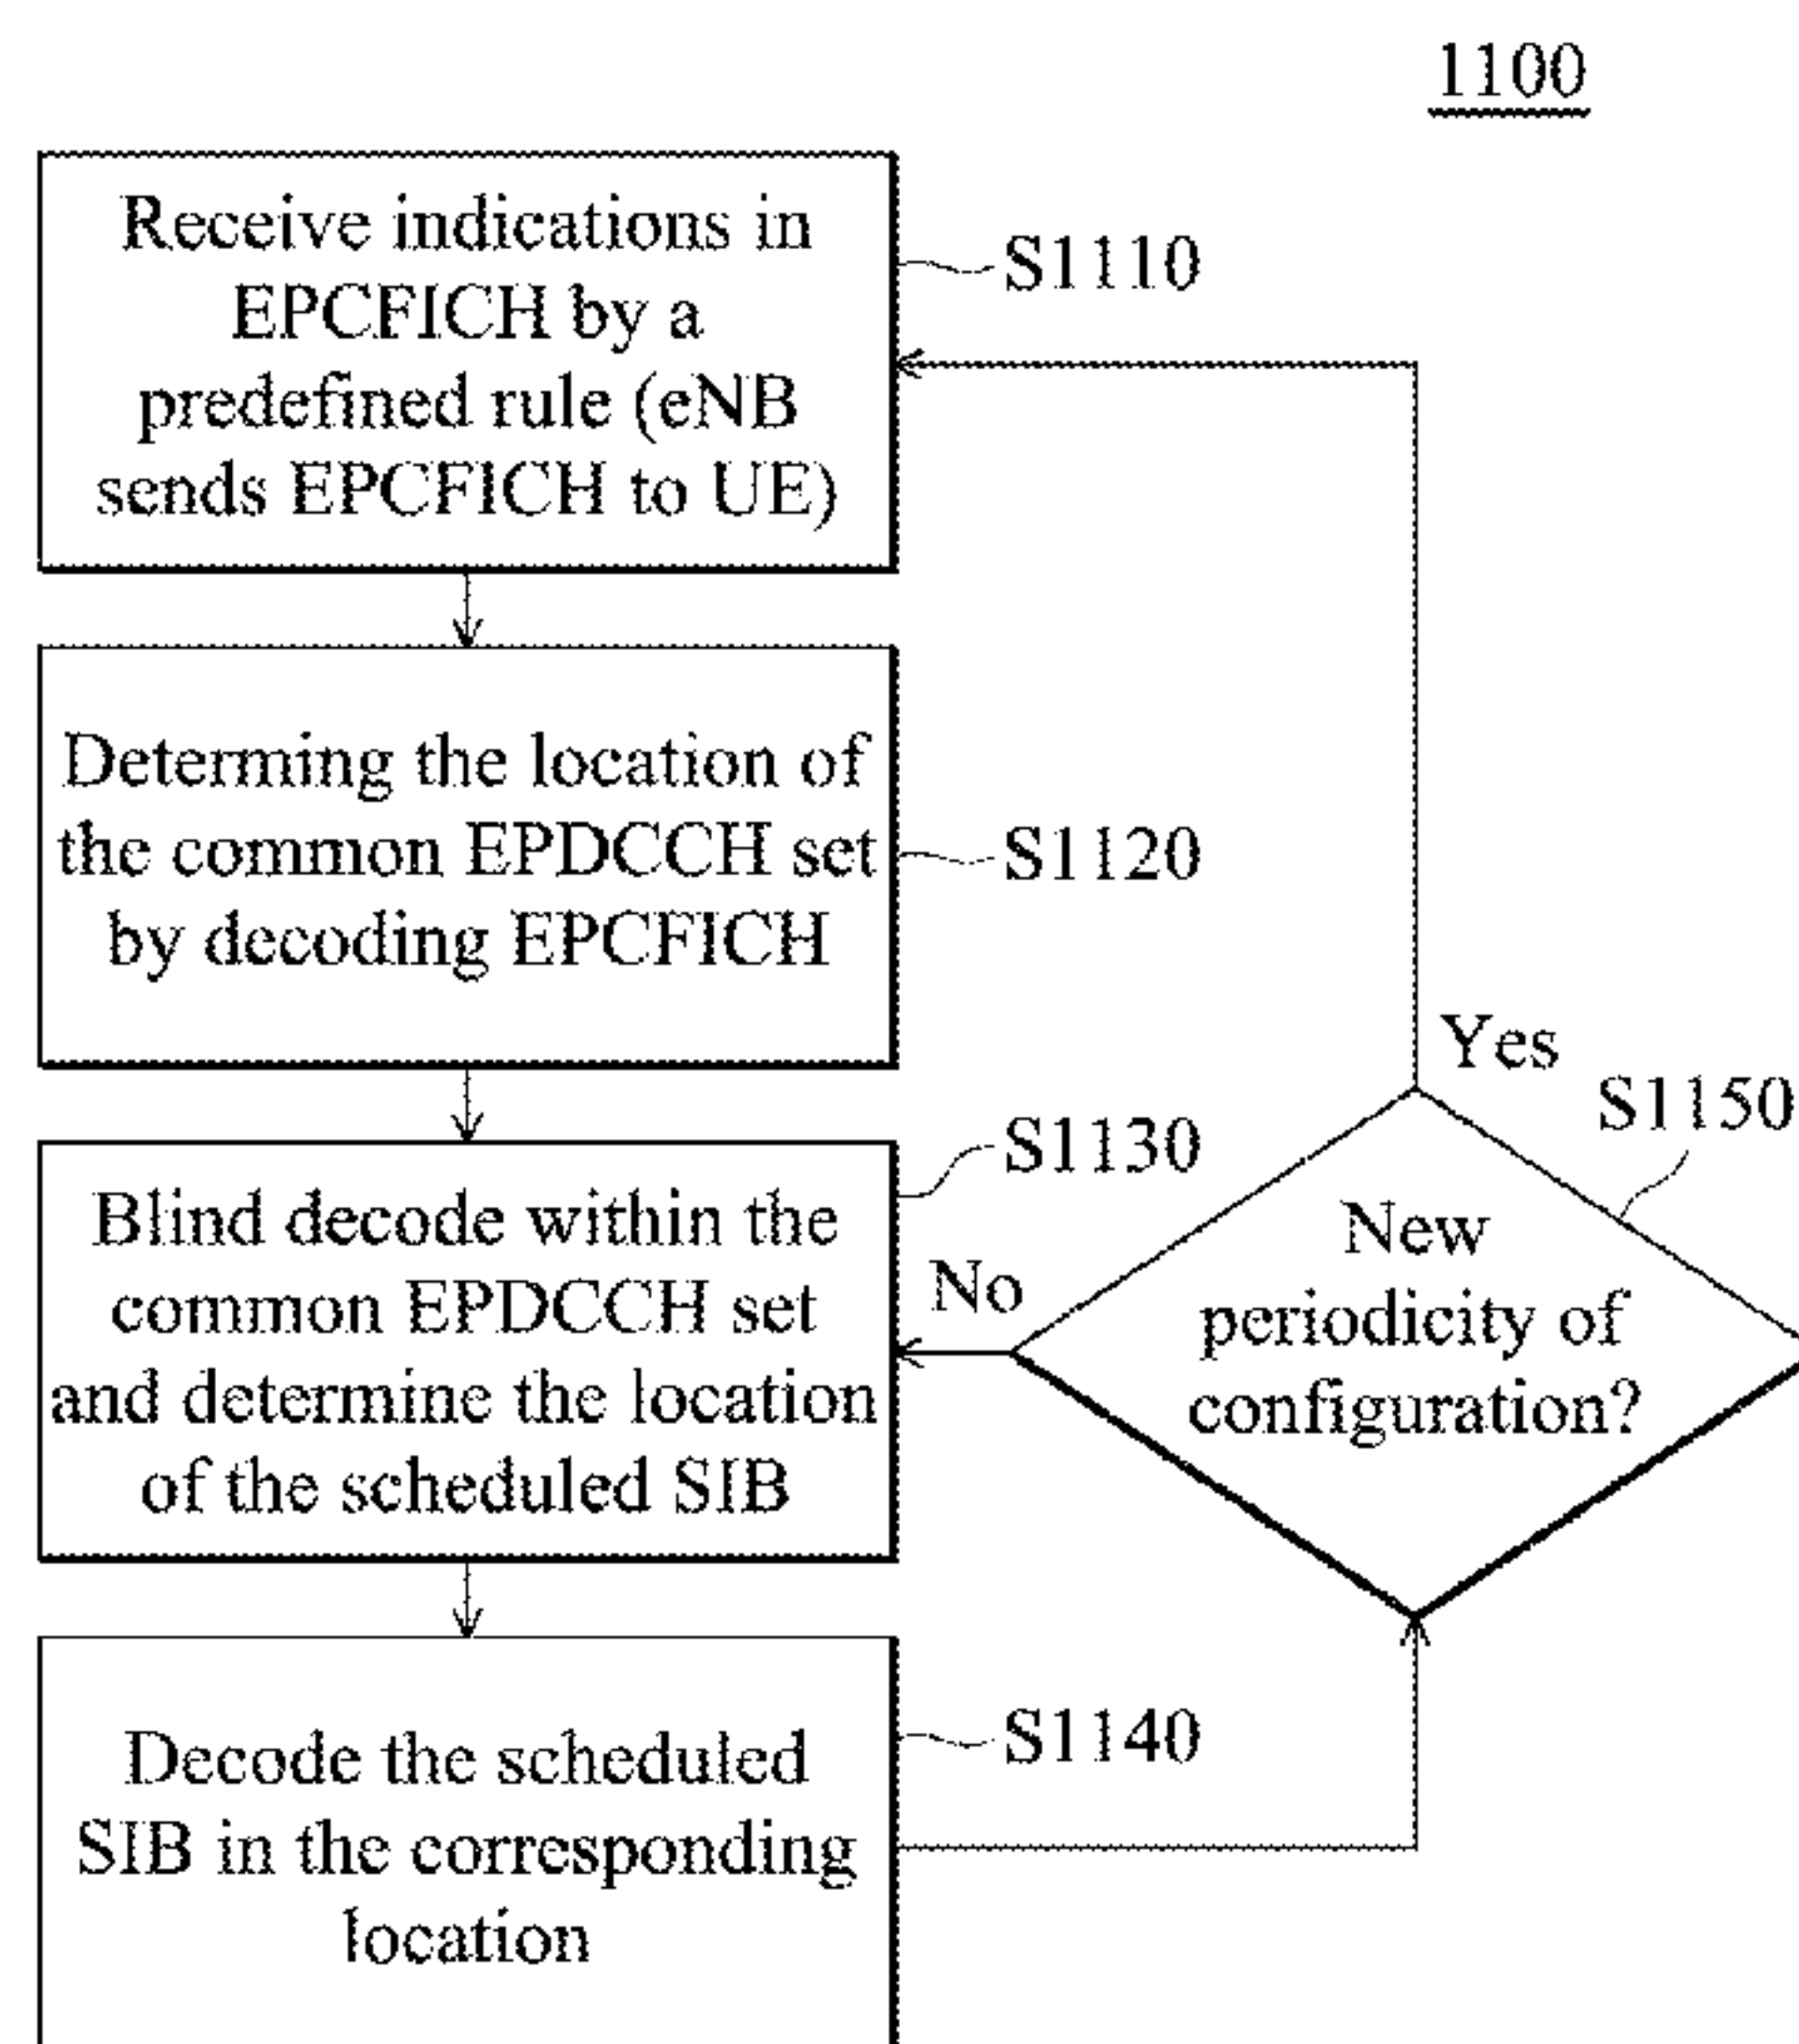 1100
Receive indications in
EPCFICH by a
predefined rule (eNB
sends EPCFICH to UE)
S1110
Determing the location of
the common EPDCCH set
by decoding EPCFICH
S1120
Blind decode within the
common EPDCCH set
and determine the location
of the scheduled SIB
S1130
Decode the scheduled
SIB in the corresponding
location
S1140
New
periodicity of
configuration?
S1150
Yes
No